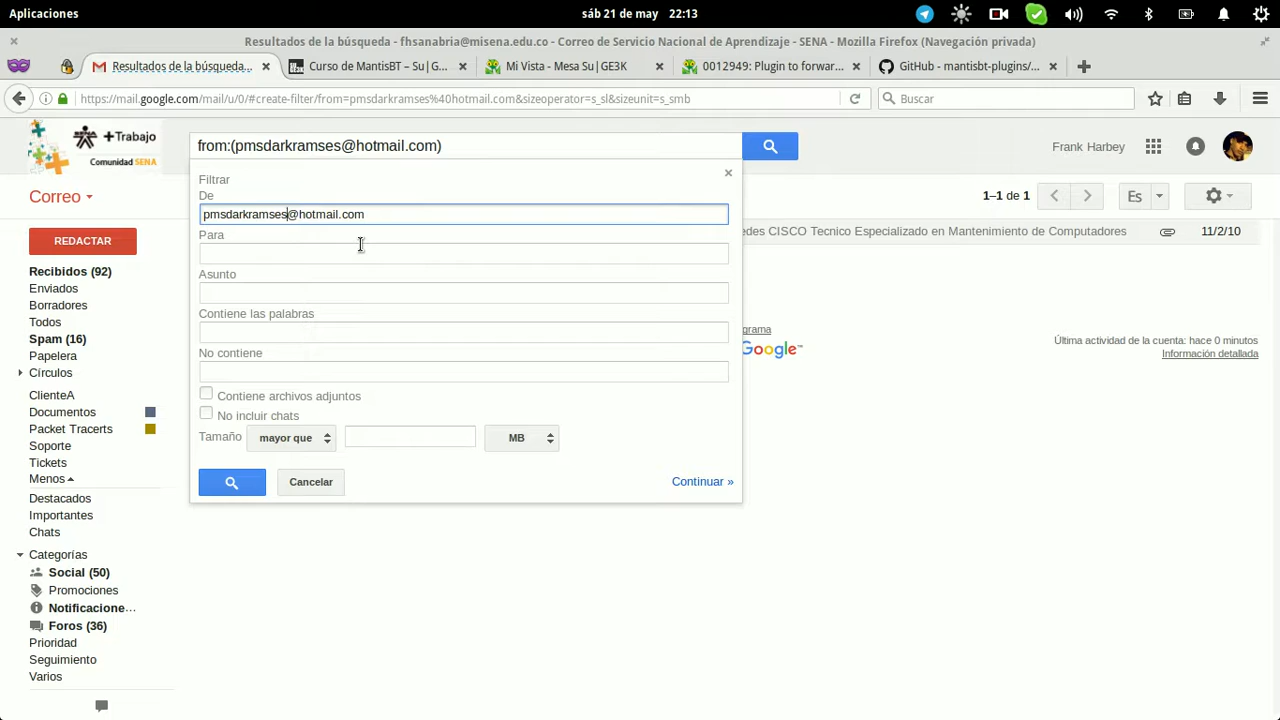 Aplicaciones
sáb 21 de may 22:13
Resultados de la búsqueda - fhsanabria@misena.edu.co - Correo de Servicio Nacional de Aprendizaje - SENA - Mozilla Firefox (Navegación privada)
Resultados de la búsqueda... Curso de MantisBT – Su|G... Mi Vista - Mesa Su|GE3K 0012949: Plugin to forwar... GitHub - mantisbt-plugins/...
https://mail.google.com/mail/u/0/#create-filter/from=pmsdarkramses%40hotmail.com&sizeoperator=s_sl&sizeunit=s_smb
Buscar
+Trabajo
Comunidad SENA
from:(pmsdarkramses@hotmail.com)
Frank Harbey
Correo
1–1 de 1
Es
Filtrar
De
pmsdarkramses@hotmail.com
Para
Asunto
Contiene las palabras
No contiene
Contiene archivos adjuntos
No incluir chats
Tamaño mayor que MB
Cancelar
Continuar »
edes CISCO Tecnico Especializado en Mantenimiento de Computadores 11/2/10
grama
Google™
Última actividad de la cuenta: hace 0 minutos
Información detallada
REDACTAR
Recibidos (92)
Enviados
Borradores
Todos
Spam (16)
Papelera
Círculos
ClienteA
Documentos
Packet Tracerts
Soporte
Tickets
Menos
Destacados
Importantes
Chats
Categorías
Social (50)
Promociones
Notificacione...
Foros (36)
Prioridad
Seguimiento
Varios